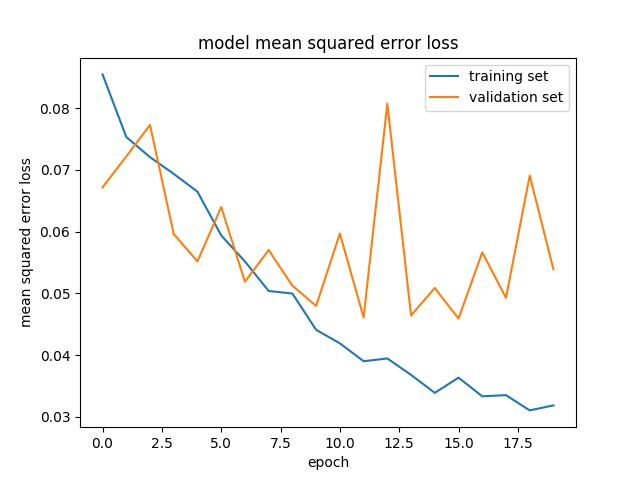 model mean squared error loss
training set
validation set
mean squared error loss
0.08
0.07
0.06
0.05
0.04
0.03
0.0 2.5 5.0 7.5 10.0 12.5 15.0 17.5
epoch